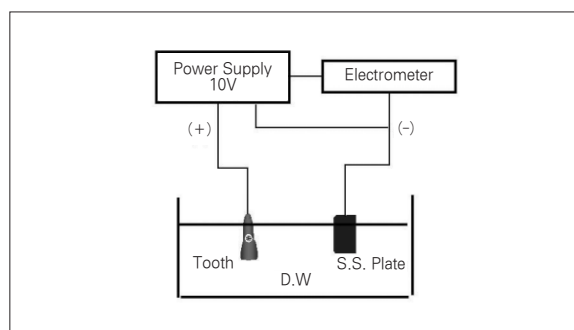 Power Supply
10V
Electrometer
(+)
(-)
Tooth
S.S. Plate
D.W